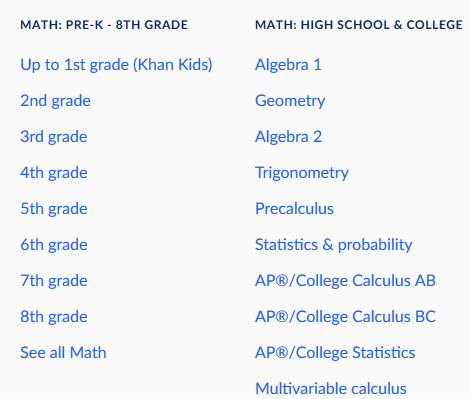 MATH: PRE-K - 8TH GRADE
Up to 1st grade (Khan Kids)
2nd grade
3rd grade
4th grade
5th grade
6th grade
7th grade
8th grade
See all Math
MATH: HIGH SCHOOL & COLLEGE
Algebra 1
Geometry
Algebra 2
Trigonometry
Precalculus
Statistics & probability
AP®/College Calculus AB
AP®/College Calculus BC
AP®/College Statistics
Multivariable calculus